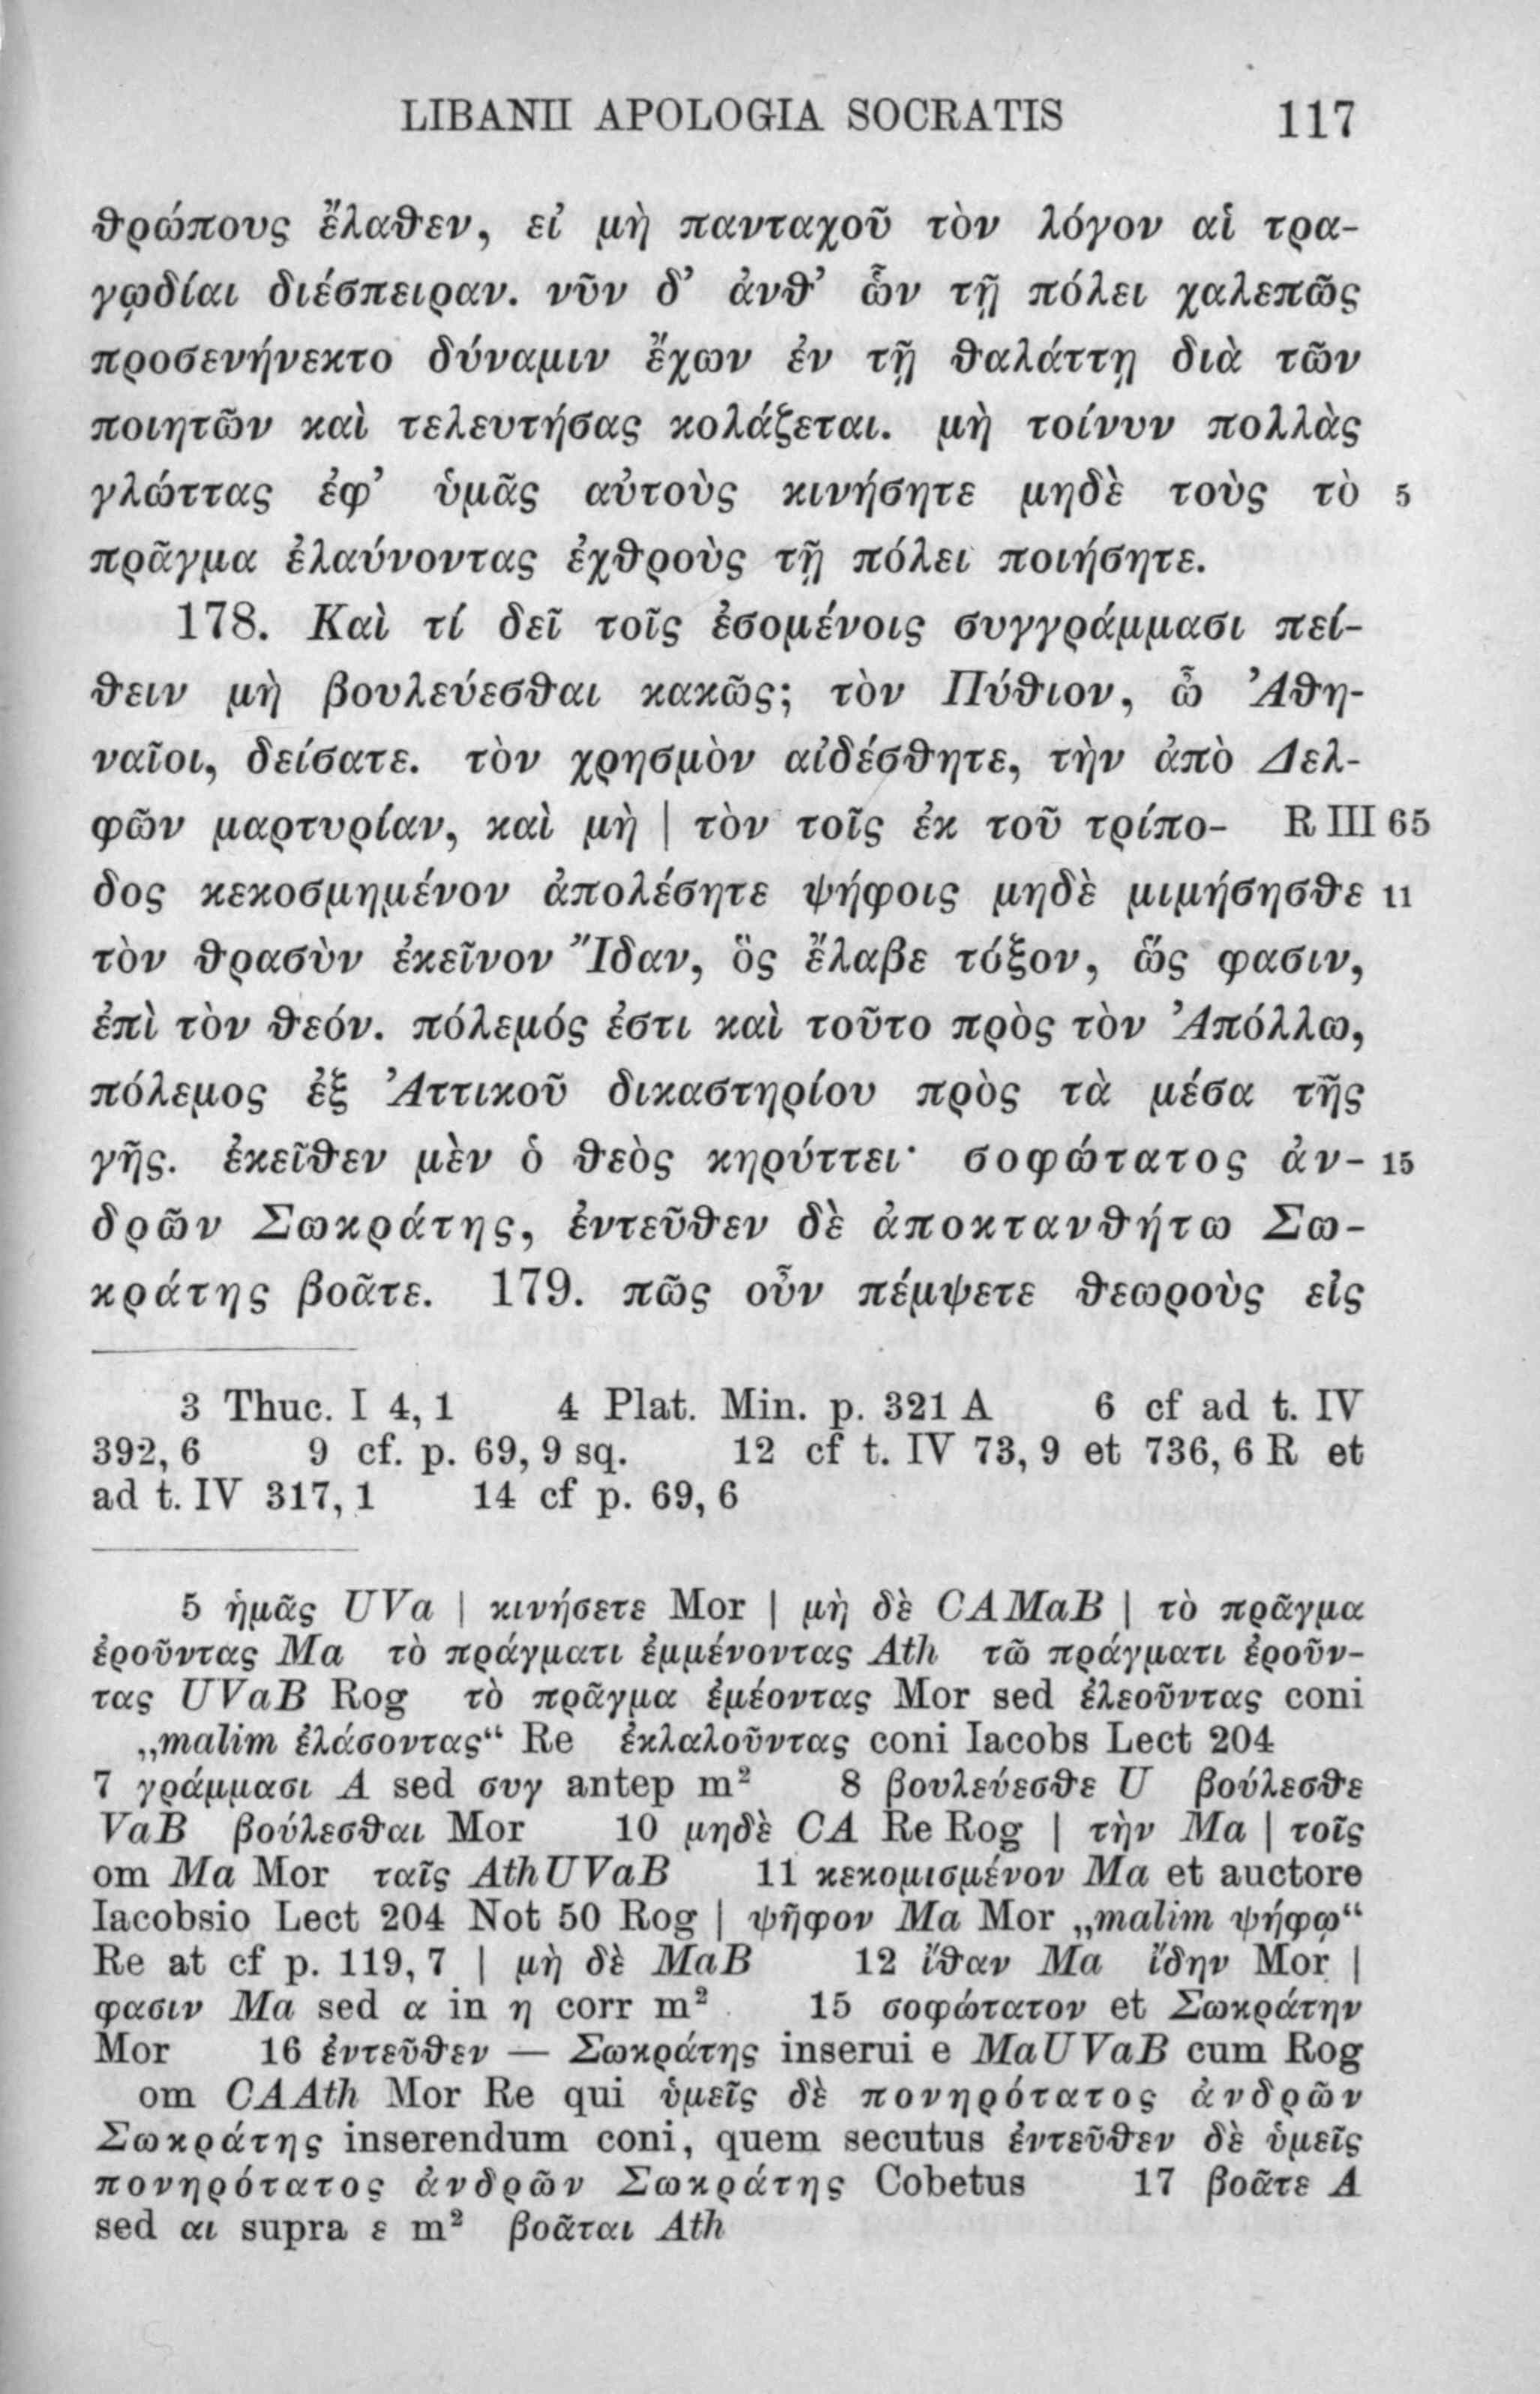 LIBANII APOLOGIA SOCRATIS 117
θρώπους ἔλαθεν, εἰ μὴ πανταχοῦ τὸν λόγον αἱ τρα-
γῳδίαι διέσπειραν. νῦν δ’ ἀνθ’ ὧν τῇ πόλει χαλεπῶς
προσενήνεκτο δύναμιν ἔχων ἐν τῇ θαλάττῃ διὰ τῶν
ποιητῶν καὶ τελευτήσας κολάζεται. μὴ τοίνυν πολλὰς
γλώττας ἐφ’ ὑμᾶς αὐτοὺς κινήσητε μηδὲ τοὺς τὸ 5
πρᾶγμα ἐλαύνοντας ἐχθροὺς τῇ πόλει ποιήσητε.
178. Καὶ τί δεῖ τοῖς ἐσομένοις συγγράμμασι πεί-
θειν μὴ βουλεύεσθαι κακῶς; τὸν Πύθιον, ὦ Ἀθη-
ναῖοι, δείσατε. τὸν χρησμὸν αἰδέσθητε, τὴν ἀπὸ Δελ-
φῶν μαρτυρίαν, καὶ μὴ | τὸν τοῖς ἐκ τοῦ τρίπο- R III 65
δος κεκοσμημένον ἀπολέσητε ψήφοις μηδὲ μιμήσησθε 11
τὸν θρασὺν ἐκεῖνον Ἴδαν, ὃς ἔλαβε τόξον, ὥς φασιν,
ἐπὶ τὸν θεόν. πόλεμός ἐστι καὶ τοῦτο πρὸς τὸν Ἀπόλλω,
πόλεμος ἐξ Ἀττικοῦ δικαστηρίου πρὸς τὰ μέσα τῆς
γῆς. ἐκεῖθεν μὲν ὁ θεὸς κηρύττει· σοφώτατος ἀν- 15
δρῶν Σωκράτης, ἐντεῦθεν δὲ ἀποκτανθήτω Σω-
κράτης βοᾶτε. 179. πῶς οὖν πέμψετε θεωροὺς εἰς
3 Thuc. I 4, 1 4 Plat. Min. p. 321 A 6 cf ad t. IV
392, 6 9 cf. p. 69, 9 sq. 12 cf t. IV 73, 9 et 736, 6 R et
ad t. IV 317, 1 14 cf p. 69, 6
5 ἡμᾶς UVa | κινήσετε Mor | μὴ δὲ CAMaB | τὸ πρᾶγμα
ἐροῦντας Ma τὸ πράγματι ἐμμένοντας Ath τῶ πράγματι ἐροῦν-
τας UVaB Rog τὸ πρᾶγμα ἐμέοντας Mor sed ἐλεοῦντας coni
„malim ἐλάσοντας“ Re ἐκλαλοῦντας coni Iacobs Lect 204
7 γράμμασι A sed συγ antep m² 8 βουλεύεσθε U βούλεσθε
VaB βούλεσθαι Mor 10 μηδὲ CA Re Rog | τὴν Ma | τοῖς
om Ma Mor ταῖς AthUVaB 11 κεκομισμένον Ma et auctore
Iacobsio Lect 204 Not 50 Rog | ψῆφον Ma Mor „malim ψήφῳ“
Re at cf p. 119, 7 | μὴ δὲ MaB 12 ἴθαν Ma ἴδην Mor |
φασιν Ma sed α in η corr m² 15 σοφώτατον et Σωκράτην
Mor 16 ἐντεῦθεν — Σωκράτης inserui e MaUVaB cum Rog
om CAAth Mor Re qui ὑμεῖς δὲ πονηρότατος ἀνδρῶν
Σωκράτης inserendum coni, quem secutus ἐντεῦθεν δὲ ὑμεῖς
πονηρότατος ἀνδρῶν Σωκράτης Cobetus 17 βοᾶτε A
sed αι supra ε m² βοᾶται Ath